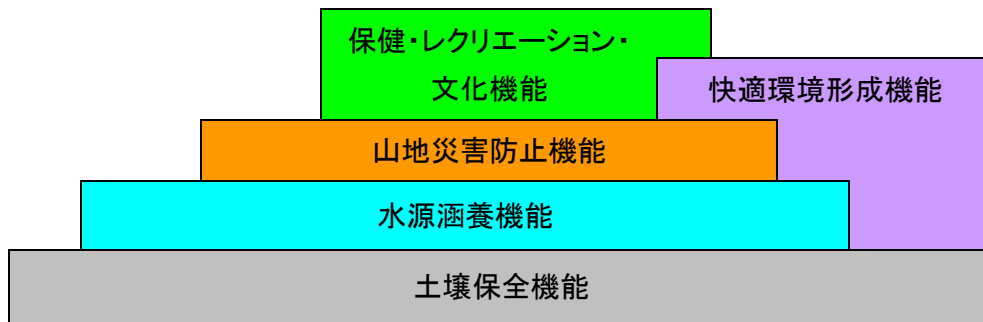 保健・レクリエーション・
文化機能
快適環境形成機能
山地災害防止機能
水源涵養機能
土壌保全機能